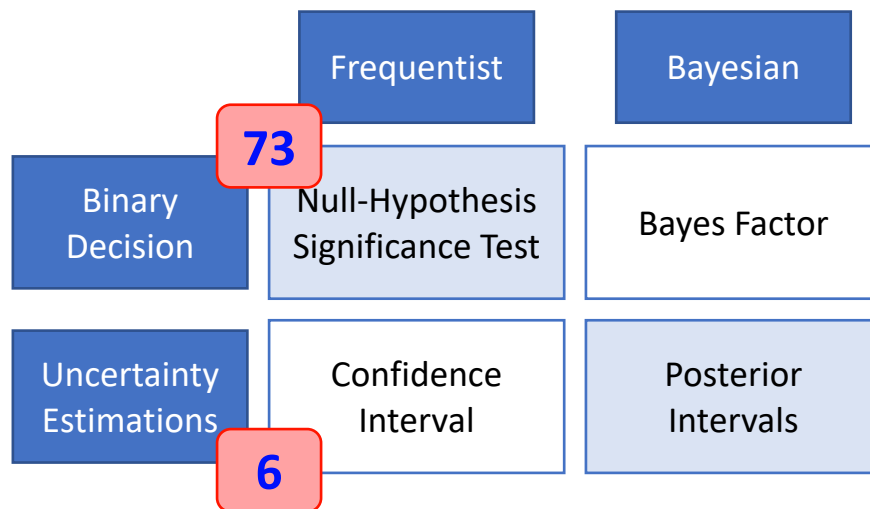 Frequentist
Bayesian
73
Binary
Decision
Null-Hypothesis
Significance Test
Bayes Factor
Uncertainty
Estimations
Confidence
Interval
Posterior
Intervals
6